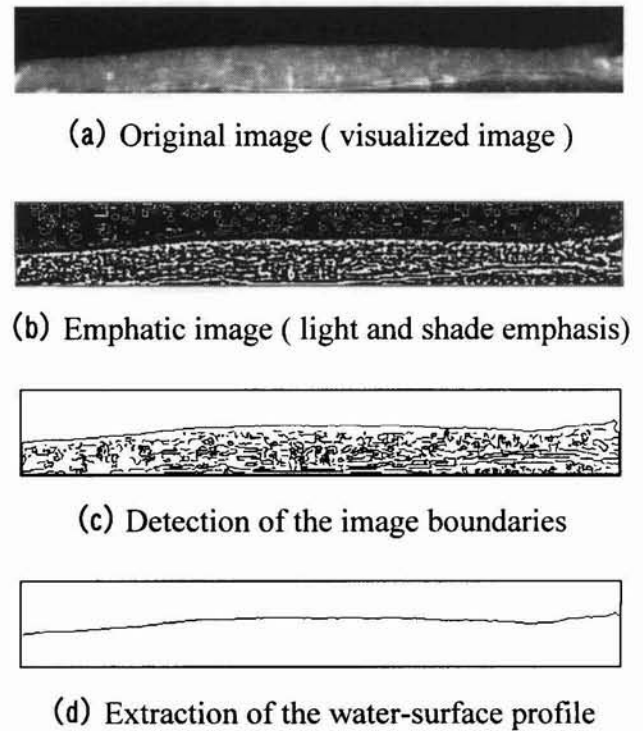 (a) Original image ( visualized image )
(b) Emphatic image ( light and shade emphasis)
(c) Detection of the image boundaries
(d) Extraction of the water-surface profile